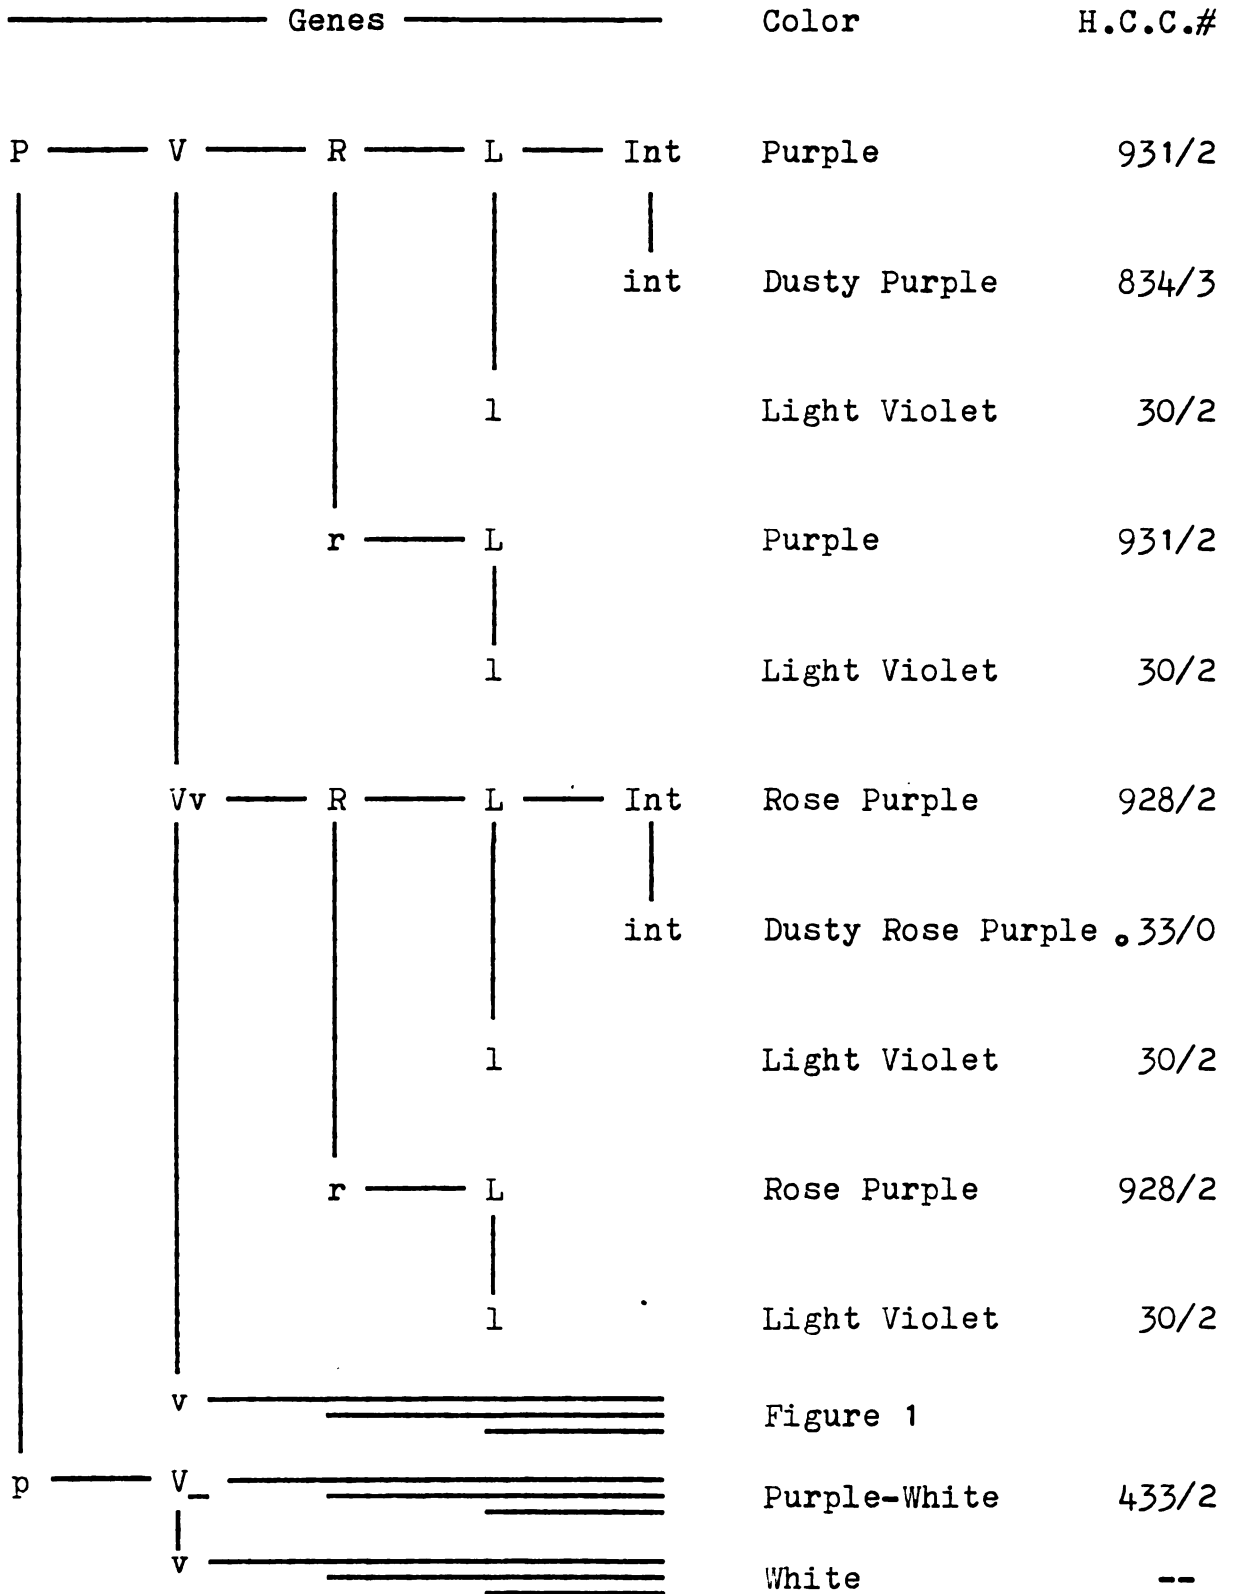 Genes Color H.C.C.#
P V R L Int Purple 931/2
int Dusty Purple 834/3
l Light Violet 30/2
r L Purple 931/2
l Light Violet 30/2
Vv R L Int Rose Purple 928/2
int Dusty Rose Purple 33/0
l Light Violet 30/2
r L Rose Purple 928/2
l Light Violet 30/2
v Figure 1
p V_ Purple-White 433/2
v White --